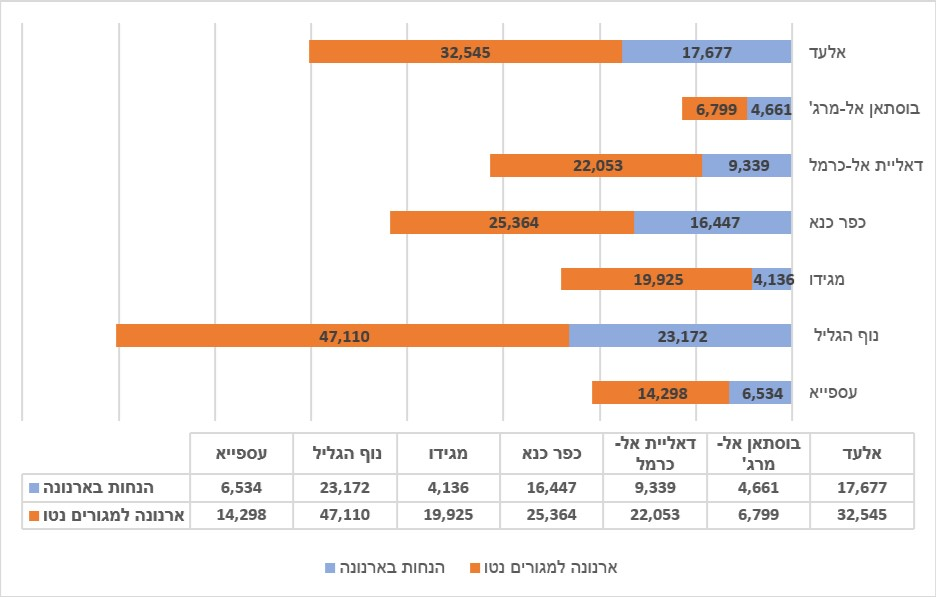 אלעד 17,677 32,545
בוסתאן אל-מרג' 4,661 6,799
דאליית אל-כרמל 9,339 22,053
כפר כנא 16,447 25,364
מגידו 4,136 19,925
נוף הגליל 23,172 47,110
עספייא 6,534 14,298
אלעד בוסתאן אל- דאליית אל- כפר כנא מגידו נוף הגליל עספייא
מרג' כרמל
17,677 4,661 9,339 16,447 4,136 23,172 6,534 הנחות בארנונה
32,545 6,799 22,053 25,364 19,925 47,110 14,298 ארנונה למגורים נטו
ארנונה למגורים נטו הנחות בארנונה